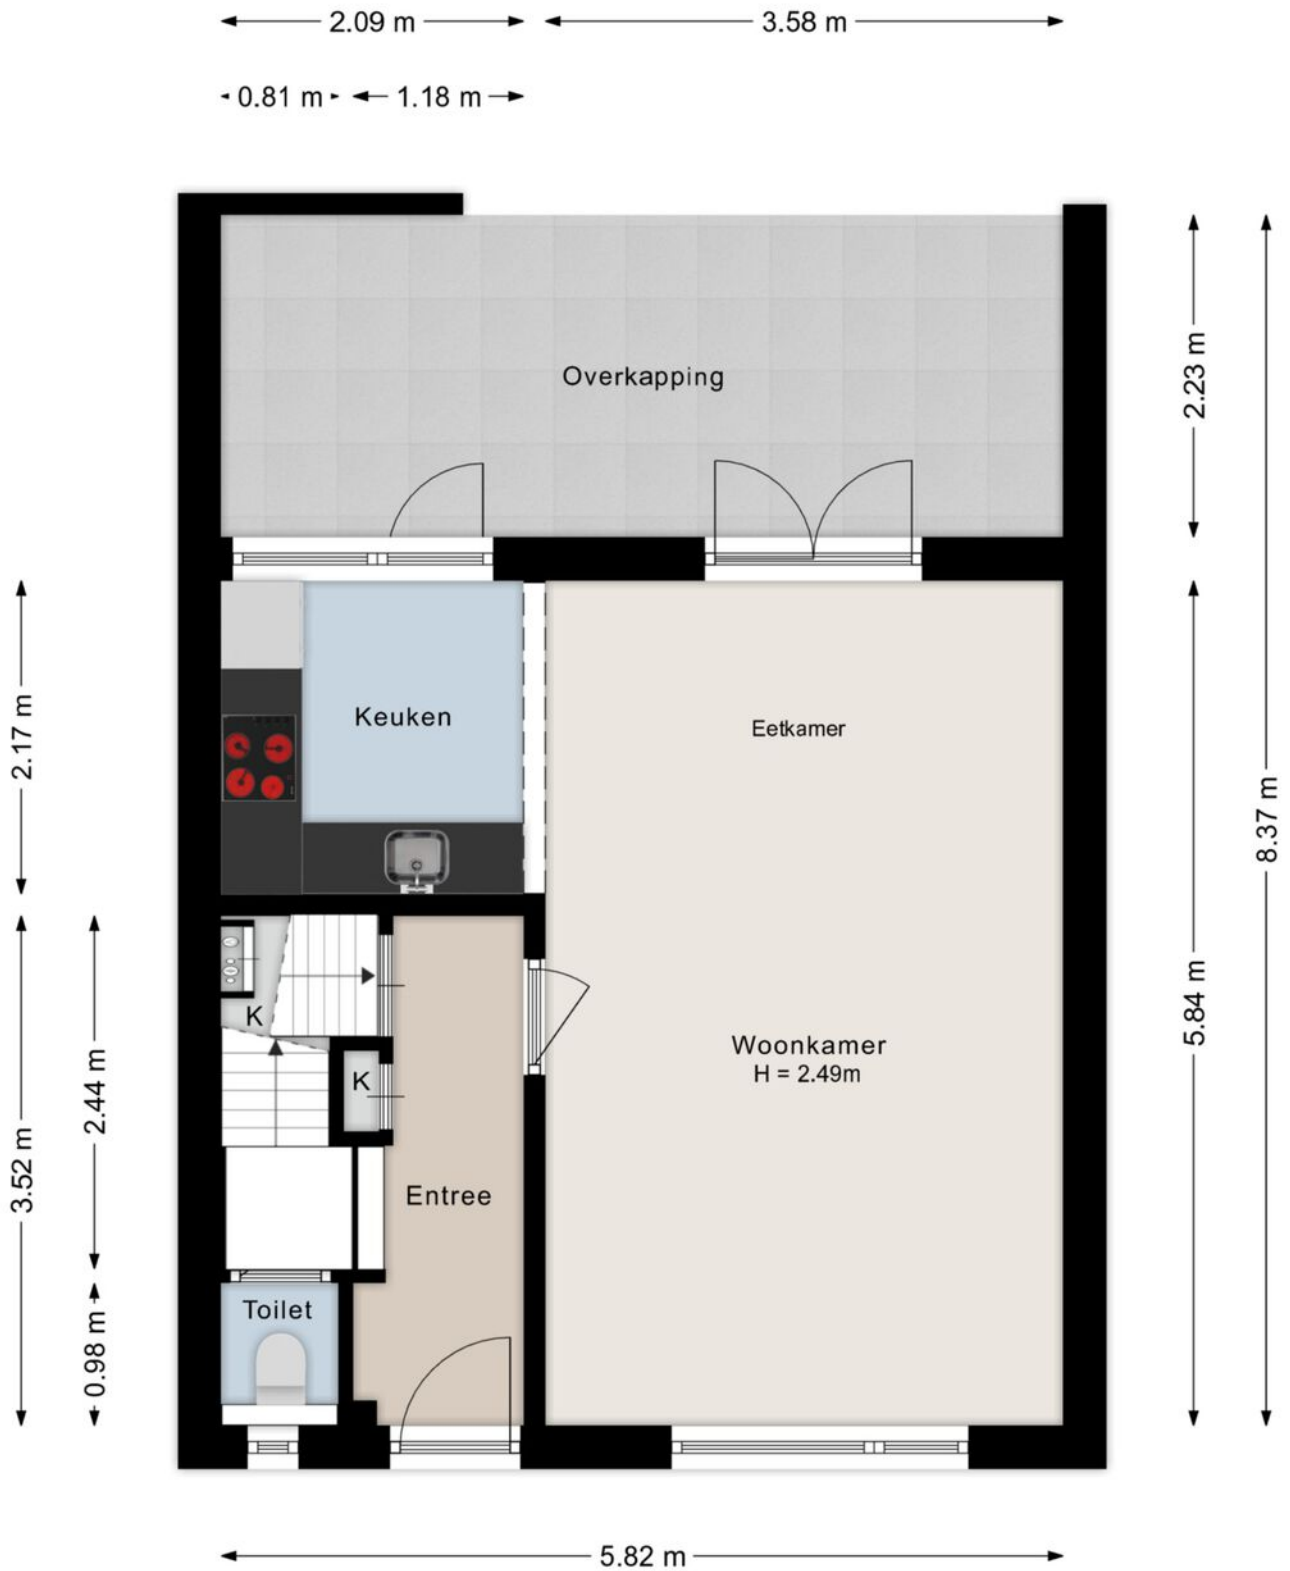 2.09 m
3.58 m
0.81 m
1.18 m
Overkapping
2.23 m
Keuken
Eetkamer
2.17 m
8.37 m
K
Woonkamer
H = 2.49m
5.84 m
K
2.44 m
3.52 m
Entree
Toilet
0.98 m
5.82 m